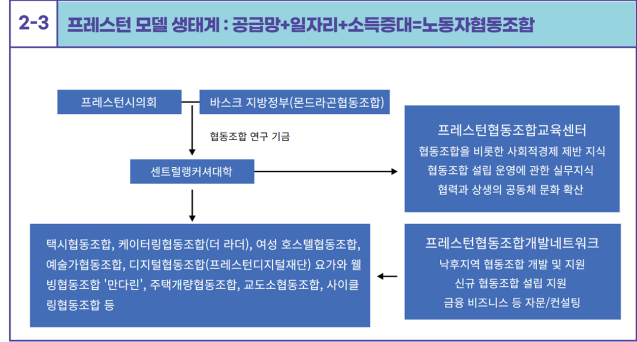 2-3
프레스턴 모델 생태계 : 공급망+일자리+소득증대=노동자협동조합
프레스턴시의회
바스크 지방정부(몬드라곤협동조합)
협동조합 연구 기금
센트럴랭커셔대학
프레스턴협동조합교육센터
협동조합을 비롯한 사회적경제 제반 지식
협동조합 설립 운영에 관한 실무지식
협력과 상생의 공동체 문화 확산
택시협동조합, 케이터링협동조합(더 라더), 여성 호스텔협동조합,
예술가협동조합, 디지털협동조합(프레스턴디지털재단) 요가와 웰
빙협동조합 '만다린', 주택개량협동조합, 교도소협동조합, 사이클
링협동조합 등
프레스턴협동조합개발네트워크
낙후지역 협동조합 개발 및 지원
신규 협동조합 설립 지원
금융 비즈니스 등 자문/컨설팅